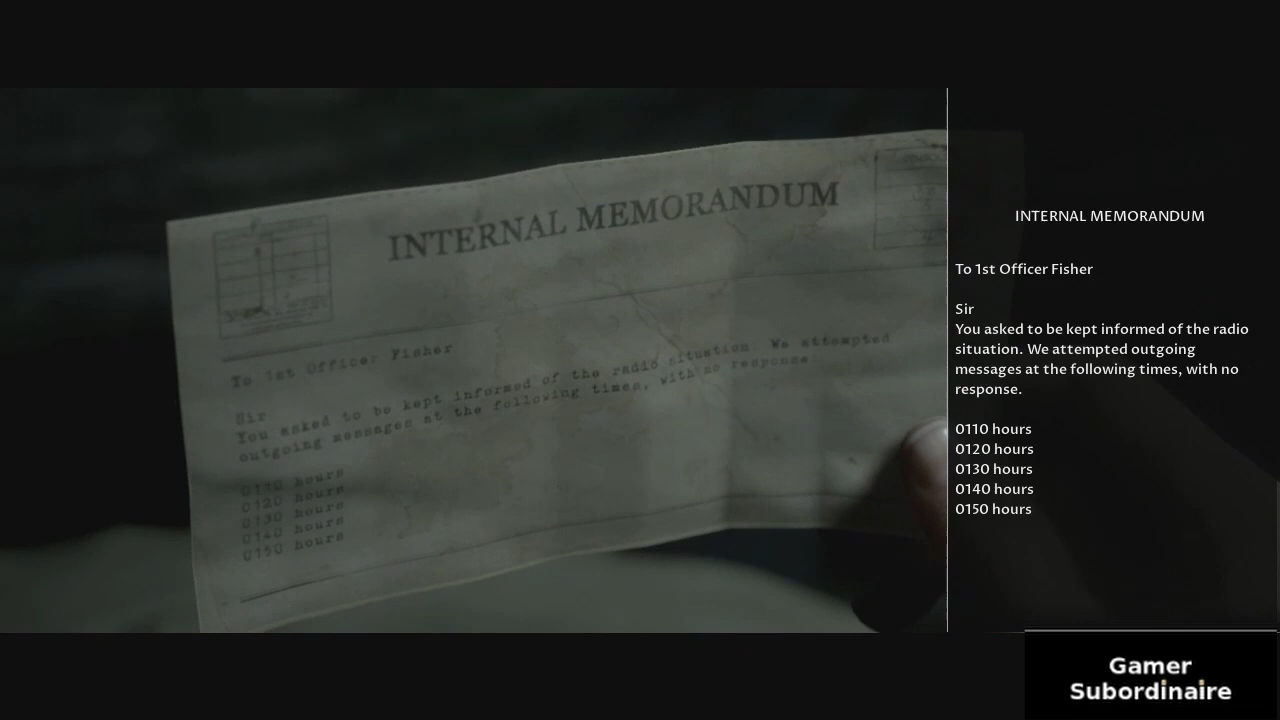 INTERNAL MEMORANDUM
To 1st Officer Fisher
Sir
You asked to be kept informed of the radio situation. We attempted
outgoing messages at the following times, with no response.
0110 hours
0120 hours
0130 hours
0140 hours
0150 hours
INTERNAL MEMORANDUM
To 1st Officer Fisher
Sir
You asked to be kept informed of the radio
situation. We attempted outgoing
messages at the following times, with no
response.
0110 hours
0120 hours
0130 hours
0140 hours
0150 hours
Gamer
Subordinaire